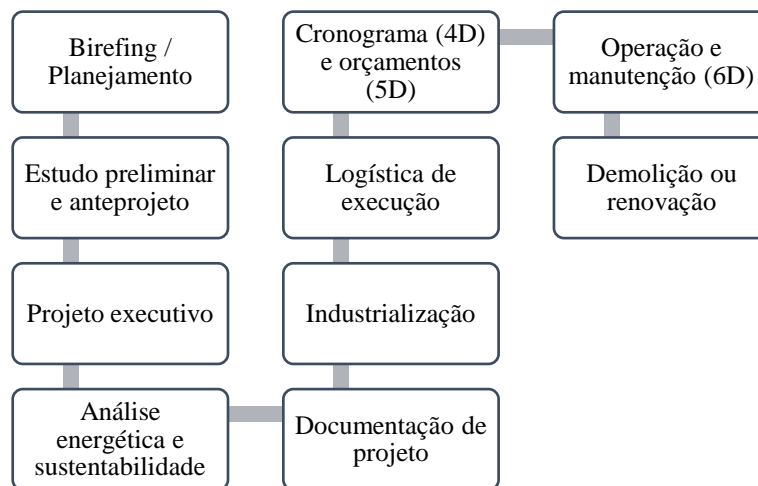 Birefing /
Planejamento
Estudo preliminar
e anteprojeto
Projeto executivo
Análise
energética e
sustentabilidade
Documentação de
projeto
Industrialização
Logística de
execução
Cronograma (4D)
e orçamentos
(5D)
Operação e
manutenção (6D)
Demolição ou
renovação